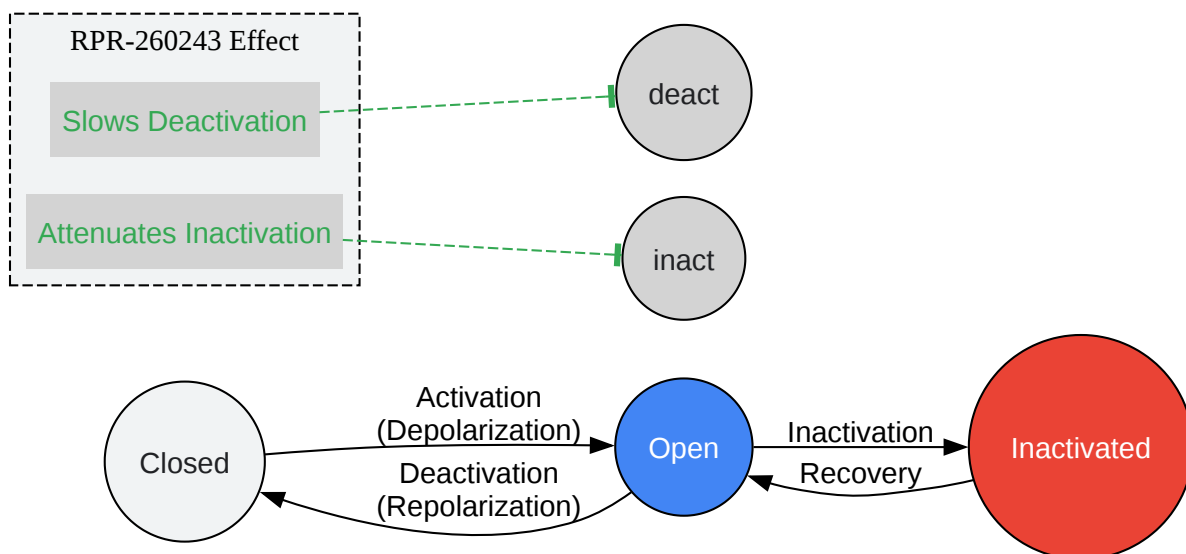 RPR-260243 Effect
Slows Deactivation
deact
Attenuates Inactivation
inact
Activation
(Depolarization)
Closed
Open
Inactivation
Inactivated
Deactivation
(Repolarization)
Recovery